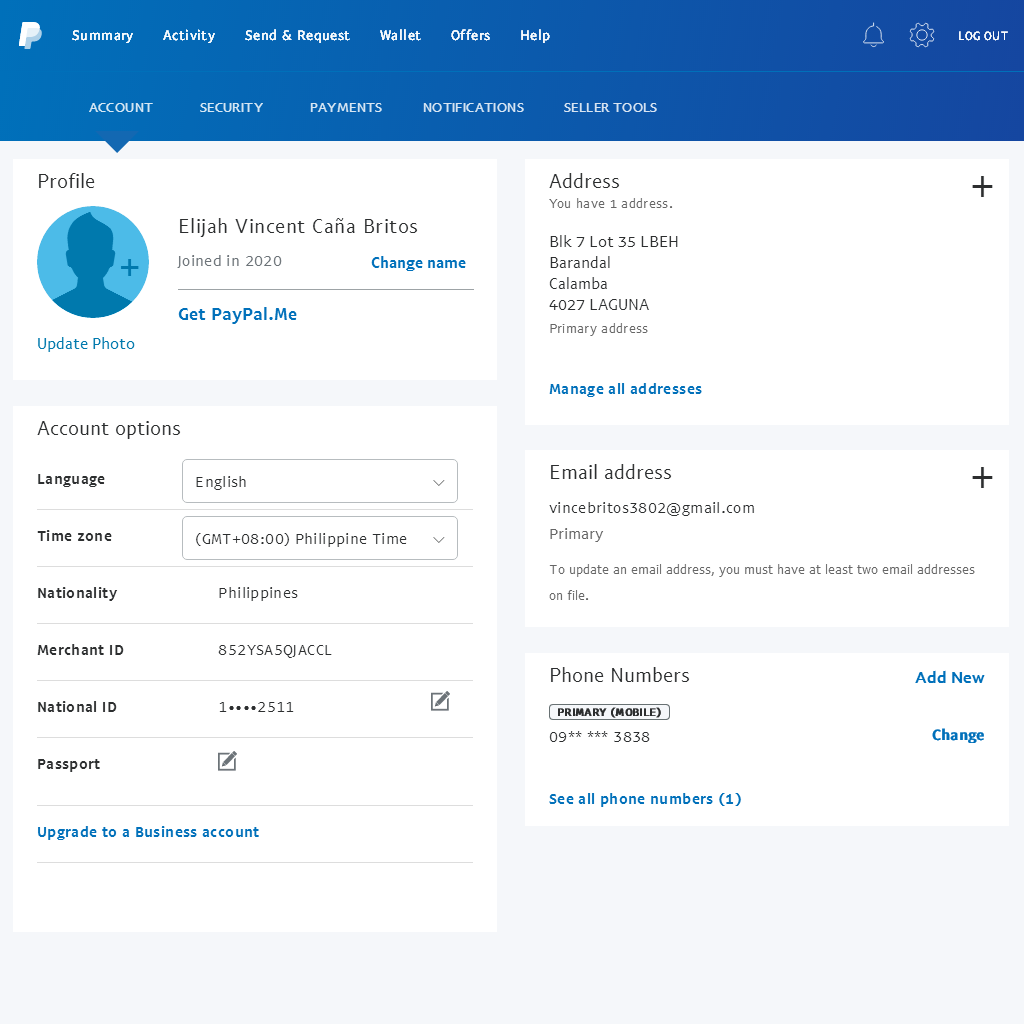 Summary Activity Send & Request Wallet Offers Help LOG OUT
ACCOUNT SECURITY PAYMENTS NOTIFICATIONS SELLER TOOLS
Profile
Elijah Vincent Caña Britos
Joined in 2020 Change name
Get PayPal.Me
Update Photo
Account options
Language English
Time zone (GMT+08:00) Philippine Time
Nationality Philippines
Merchant ID 852YSA5QJACCL
National ID 1••••2511
Passport
Upgrade to a Business account
Address
You have 1 address.
Blk 7 Lot 35 LBEH
Barandal
Calamba
4027 LAGUNA
Primary address
Manage all addresses
Email address
vincebritos3802@gmail.com
Primary
To update an email address, you must have at least two email addresses
on file.
Phone Numbers Add New
PRIMARY (MOBILE)
09** *** 3838 Change
See all phone numbers (1)